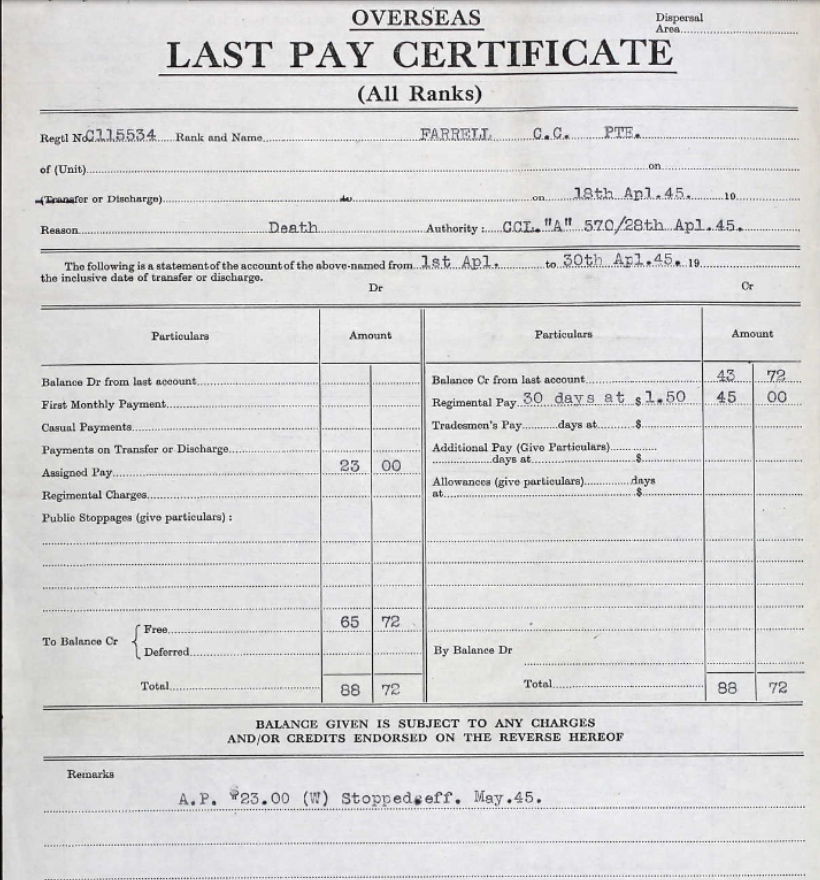 OVERSEAS
Dispersal
Area
LAST PAY CERTIFICATE
(All Ranks)
Regtl No. C115534 Rank and Name FARRELL C.C. PTE.
of (Unit) on
(Transfer or Discharge) to on 18th Apl.45. 19
Reason Death Authority: CCL."A" 570/28th Apl.45.
The following is a statement of the account of the above-named from 1st Apl. to 30th Apl.45. 19
the inclusive date of transfer or discharge.
Dr Cr
Particulars Amount Particulars Amount
Balance Dr from last account Balance Cr from last account 43 72
First Monthly Payment Regimental Pay 30 days at $1.50 45 00
Casual Payments Tradesmen's Pay days at $
Payments on Transfer or Discharge Additional Pay (Give Particulars)
days at $
Assigned Pay 23 00
Regimental Charges Allowances (give particulars) days
at $
Public Stoppages (give particulars) :
To Balance Cr Free 65 72
Deferred By Balance Dr
Total 88 72 Total 88 72
BALANCE GIVEN IS SUBJECT TO ANY CHARGES
AND/OR CREDITS ENDORSED ON THE REVERSE HEREOF
Remarks
A.P. $23.00 (W) Stopped.eff. May.45.